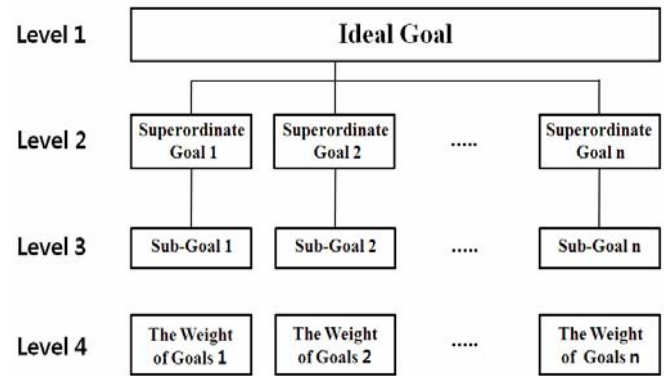 Level 1
Ideal Goal
Level 2
Superordinate
Goal 1
Superordinate
Goal 2
.....
Superordinate
Goal n
Level 3
Sub-Goal 1
Sub-Goal 2
.....
Sub-Goal n
Level 4
The Weight
of Goals 1
The Weight
of Goals 2
.....
The Weight
of Goals n